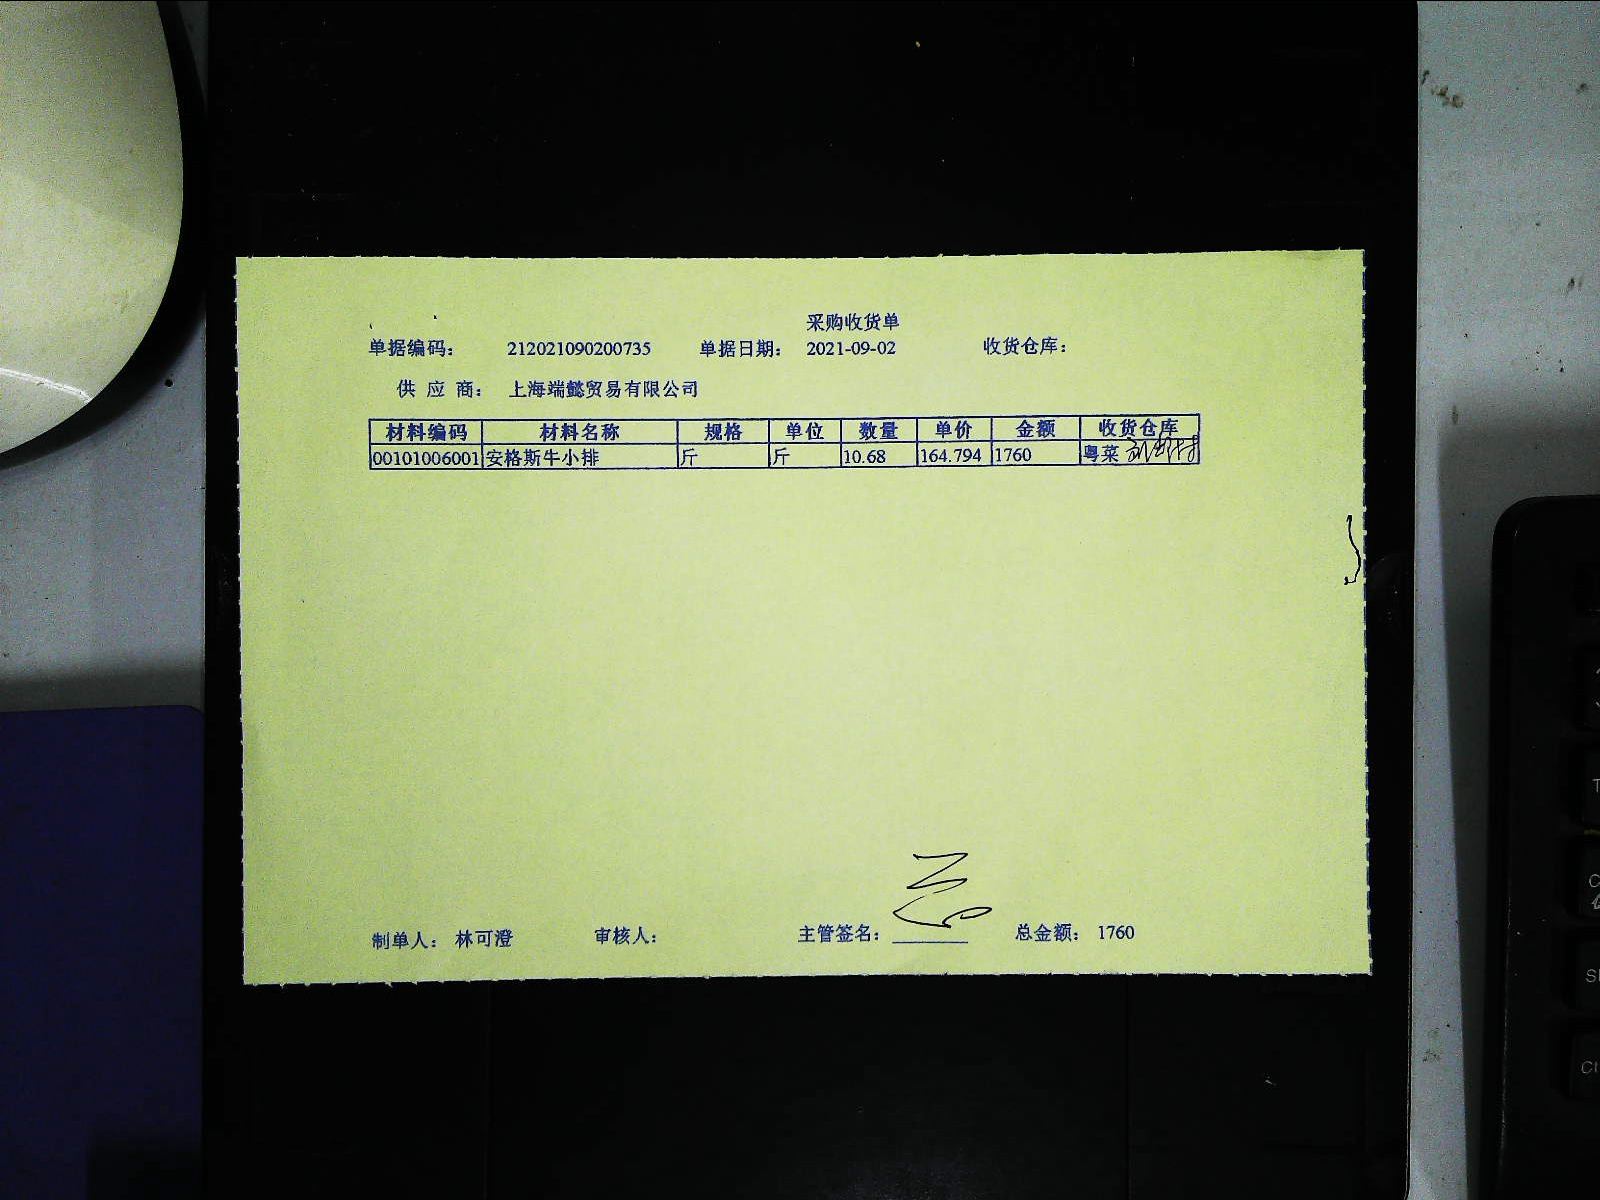 采购收货单
单据编码： 212021090200735 单据日期： 2021-09-02 收货仓库：
供 应 商： 上海端懿贸易有限公司
材料编码 材料名称 规格 单位 数量 单价 金额 收货仓库
00101006001 安格斯牛小排 斤 斤 10.68 164.794 1760 粤菜
制单人： 林可澄 审核人： 主管签名： 总金额： 1760